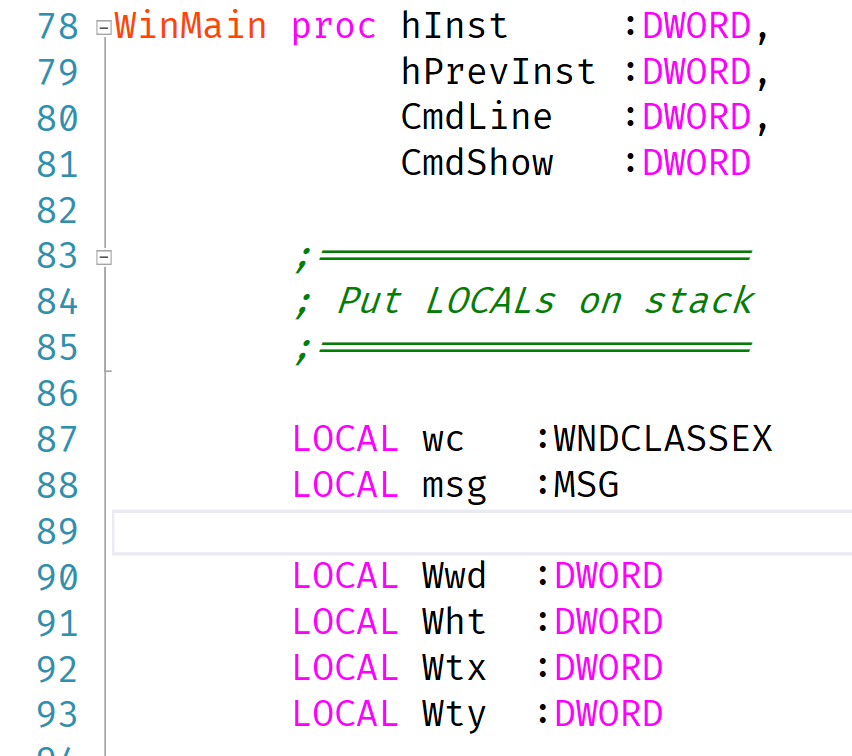 78 WinMain proc hInst     :DWORD,
79              hPrevInst :DWORD,
80              CmdLine   :DWORD,
81              CmdShow   :DWORD
82
83         ;====================
84         ; Put LOCALs on stack
85         ;====================
86
87         LOCAL wc   :WNDCLASSEX
88         LOCAL msg  :MSG
89
90         LOCAL Wwd  :DWORD
91         LOCAL Wht  :DWORD
92         LOCAL Wtx  :DWORD
93         LOCAL Wty  :DWORD